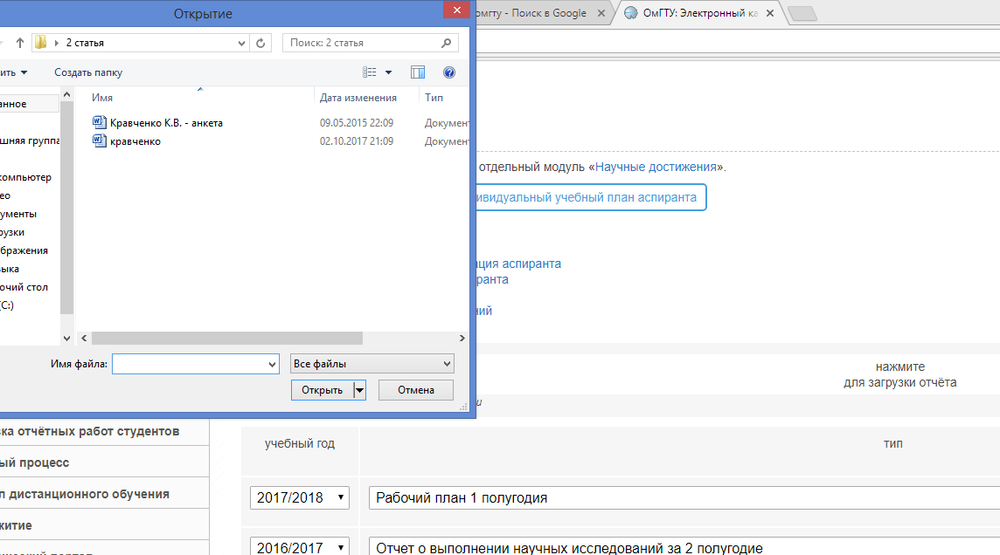 Открытие
омгту - Поиск в Google
ОмГТУ: Электронный ка
2 статья
Поиск: 2 статья
ить
Создать папку
Имя
Дата изменения
Тип
анное
Кравченко К.В. - анкета
09.05.2015 22:09
Документ
кравченко
02.10.2017 21:09
Документ
шняя группа
компьютер
ео
ументы
рузки
бражения
зыка
очий стол
(C:)
отдельный модуль «Научные достижения».
ивидуальный учебный план аспиранта
ция аспиранта
ранта
ний
Имя файла:
Все файлы
Открыть
Отмена
нажмите
для загрузки отчёта
и
вка отчётных работ студентов
ый процесс
л дистанционного обучения
житие
учебный год
тип
2017/2018
Рабочий план 1 полугодия
2016/2017
Отчет о выполнении научных исследований за 2 полугодие